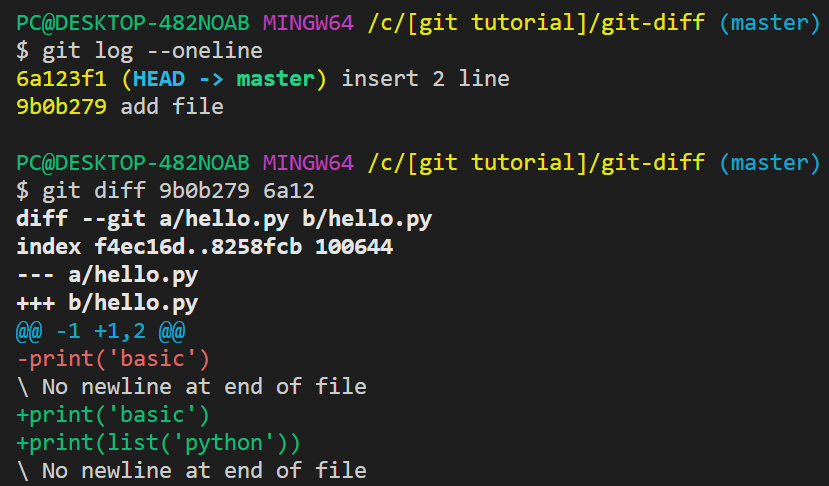 PC@DESKTOP-482NOAB MINGW64 /c/[git tutorial]/git-diff (master)
$ git log --oneline
6a123f1 (HEAD -> master) insert 2 line
9b0b279 add file
PC@DESKTOP-482NOAB MINGW64 /c/[git tutorial]/git-diff (master)
$ git diff 9b0b279 6a12
diff --git a/hello.py b/hello.py
index f4ec16d..8258fcb 100644
--- a/hello.py
+++ b/hello.py
@@ -1 +1,2 @@
-print('basic')
\ No newline at end of file
+print('basic')
+print(list('python'))
\ No newline at end of file